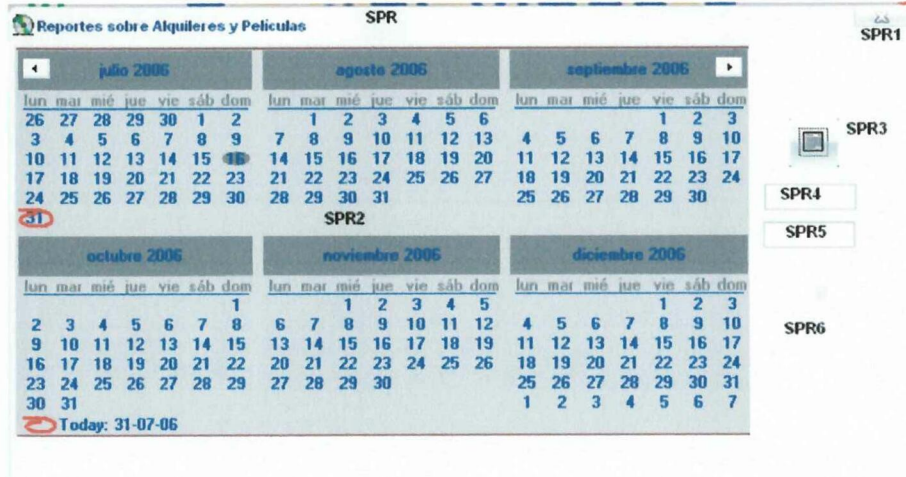 Reportes sobre Alquileres y Peliculas
SPR
SPR1
julio 2006 agosto 2006 septiembre 2006
lun mar mié jue vie sáb dom lun mar mié jue vie sáb dom lun mar mié jue vie sáb dom
26 27 28 29 30 1 2 1 2 3 4 5 6 1 2 3
3 4 5 6 7 8 9 7 8 9 10 11 12 13 4 5 6 7 8 9 10
10 11 12 13 14 15 16 14 15 16 17 18 19 20 11 12 13 14 15 16 17
17 18 19 20 21 22 23 21 22 23 24 25 26 27 18 19 20 21 22 23 24
24 25 26 27 28 29 30 28 29 30 31 25 26 27 28 29 30
31
SPR2
SPR3
SPR4
SPR5
octubre 2006 noviembre 2006 diciembre 2006
lun mar mié jue vie sáb dom lun mar mié jue vie sáb dom lun mar mié jue vie sáb dom
1 1 2 3 4 5 1 2 3
2 3 4 5 6 7 8 6 7 8 9 10 11 12 4 5 6 7 8 9 10
9 10 11 12 13 14 15 13 14 15 16 17 18 19 11 12 13 14 15 16 17
16 17 18 19 20 21 22 20 21 22 23 24 25 26 18 19 20 21 22 23 24
23 24 25 26 27 28 29 27 28 29 30 25 26 27 28 29 30 31
30 31 1 2 3 4 5 6 7
Today: 31-07-06
SPR6